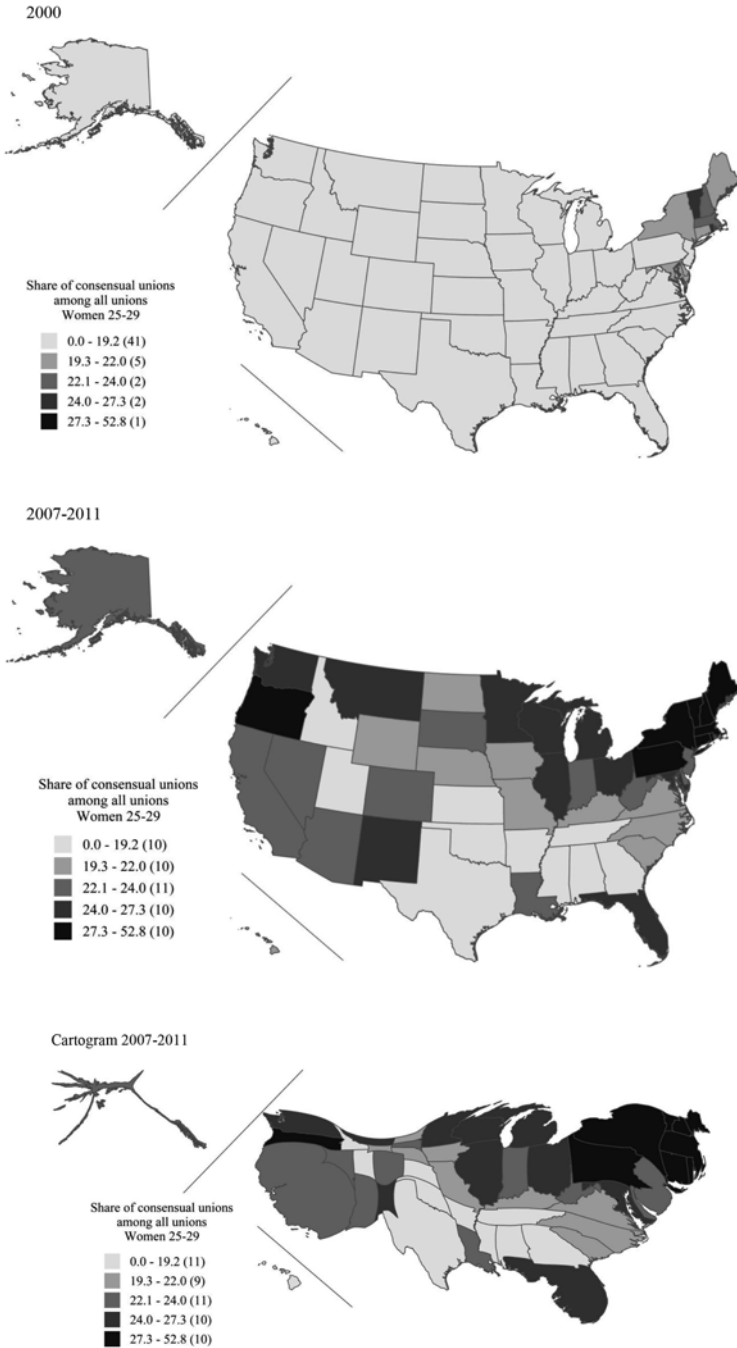 2000
Share of consensual unions
among all unions
Women 25-29
0.0 - 19.2 (41)
19.3 - 22.0 (5)
22.1 - 24.0 (2)
24.0 - 27.3 (2)
27.3 - 52.8 (1)
2007-2011
Share of consensual unions
among all unions
Women 25-29
0.0 - 19.2 (10)
19.3 - 22.0 (10)
22.1 - 24.0 (11)
24.0 - 27.3 (10)
27.3 - 52.8 (10)
Cartogram 2007-2011
Share of consensual unions
among all unions
Women 25-29
0.0 - 19.2 (11)
19.3 - 22.0 (9)
22.1 - 24.0 (11)
24.0 - 27.3 (10)
27.3 - 52.8 (10)